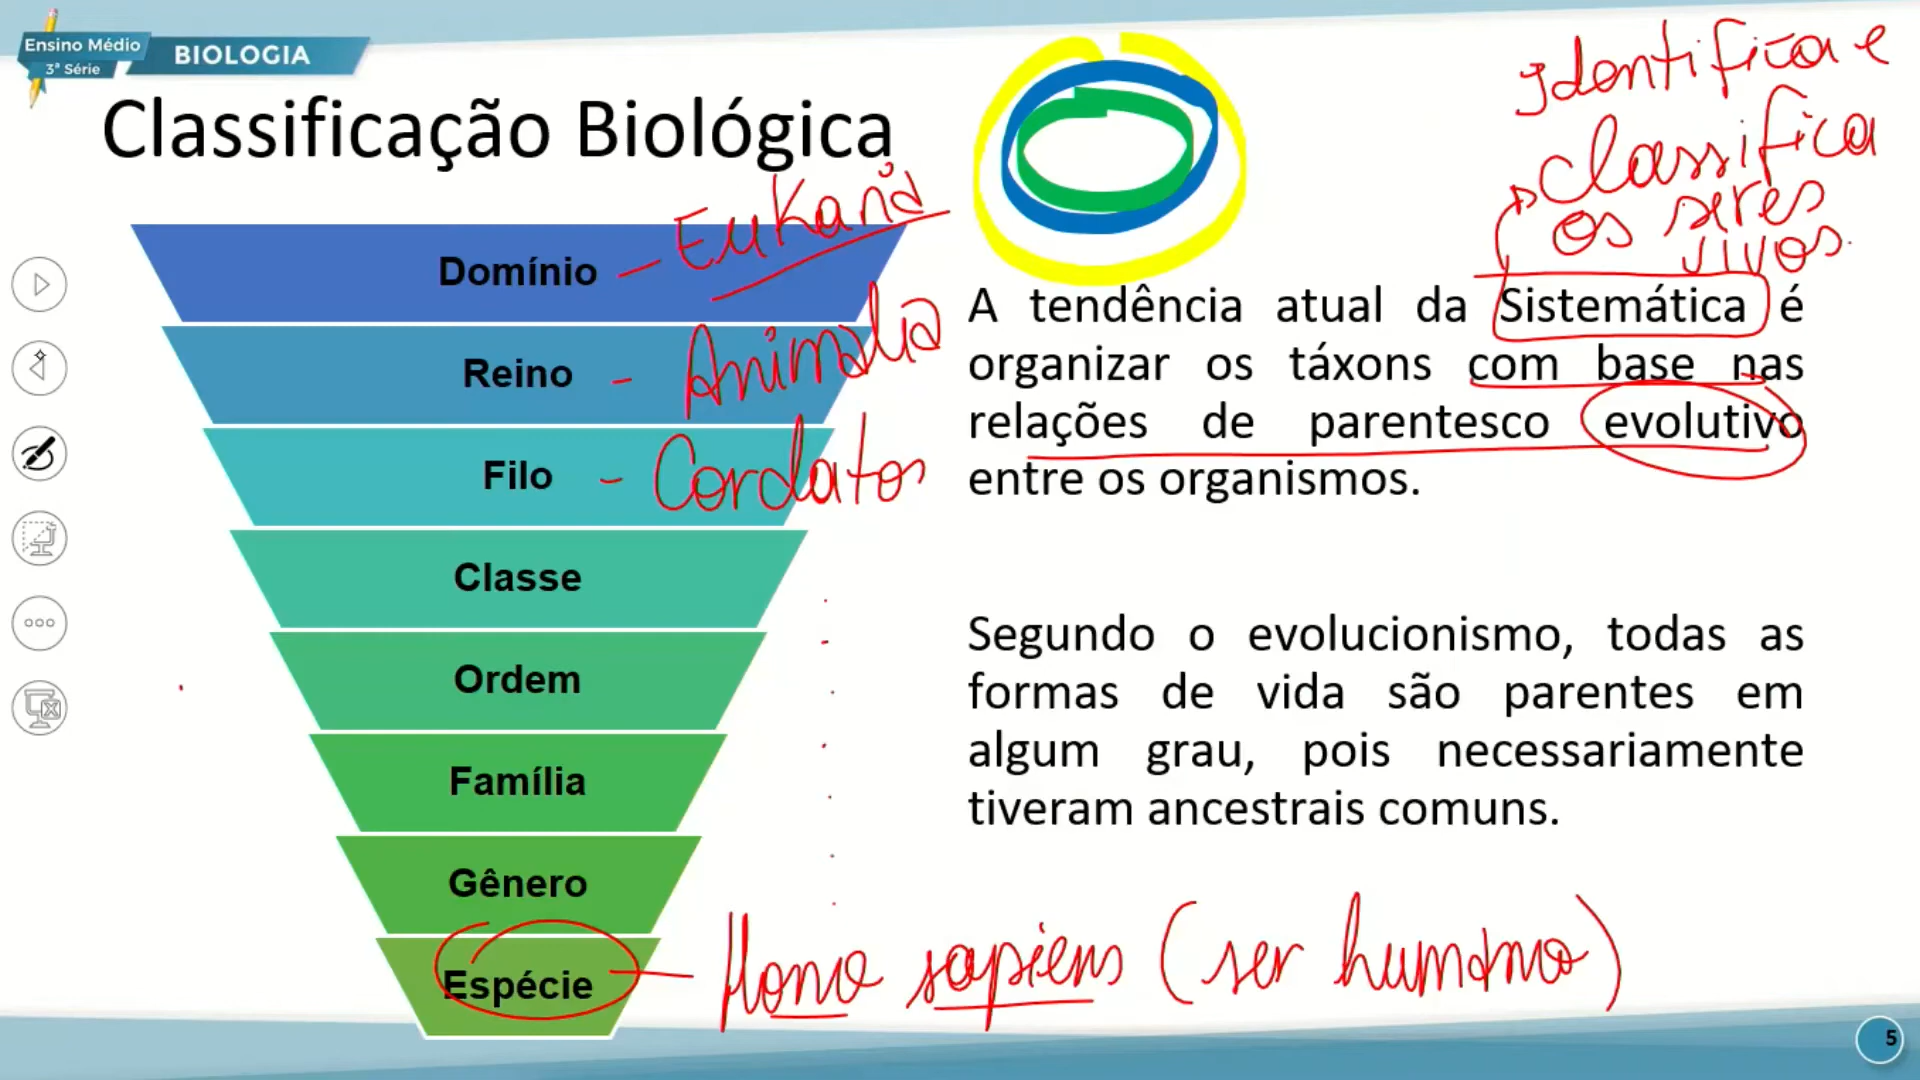 Ensino Médio
3ª Série
BIOLOGIA
Classificação Biológica
Identifica e
classifica
os seres
vivos.
Domínio - Eukaria
Reino - Animalia
Filo - Cordatos
Classe
Ordem
Família
Gênero
Espécie - Homo sapiens (ser humano)
A tendência atual da Sistemática é
organizar os táxons com base nas
relações de parentesco evolutivo
entre os organismos.
Segundo o evolucionismo, todas as
formas de vida são parentes em
algum grau, pois necessariamente
tiveram ancestrais comuns.
5